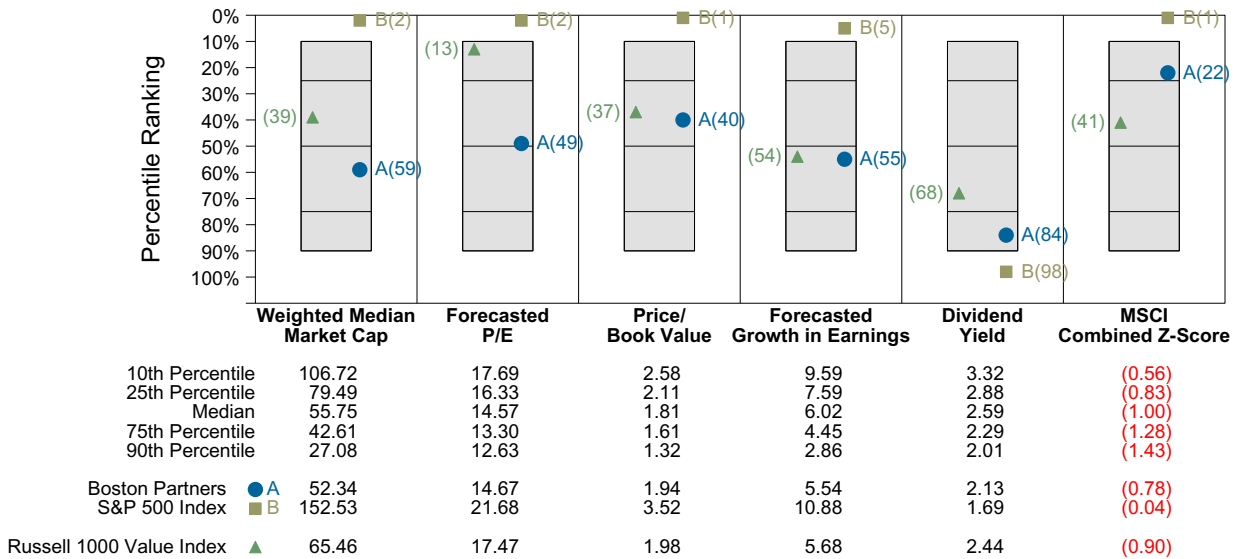 0%
10%
20%
30%
40%
50%
60%
70%
80%
90%
100%
Percentile Ranking
B(2)
(39)
A(59)
B(2)
(13)
A(49)
B(1)
(37)
A(40)
B(5)
(54)
A(55)
(68)
A(84)
B(98)
B(1)
A(22)
(41)
Weighted Median Market Cap
Forecasted P/E
Price/ Book Value
Forecasted Growth in Earnings
Dividend Yield
MSCI Combined Z-Score
10th Percentile 106.72 17.69 2.58 9.59 3.32 (0.56)
25th Percentile 79.49 16.33 2.11 7.59 2.88 (0.83)
Median 55.75 14.57 1.81 6.02 2.59 (1.00)
75th Percentile 42.61 13.30 1.61 4.45 2.29 (1.28)
90th Percentile 27.08 12.63 1.32 2.86 2.01 (1.43)
Boston Partners A 52.34 14.67 1.94 5.54 2.13 (0.78)
S&P 500 Index B 152.53 21.68 3.52 10.88 1.69 (0.04)
Russell 1000 Value Index 65.46 17.47 1.98 5.68 2.44 (0.90)